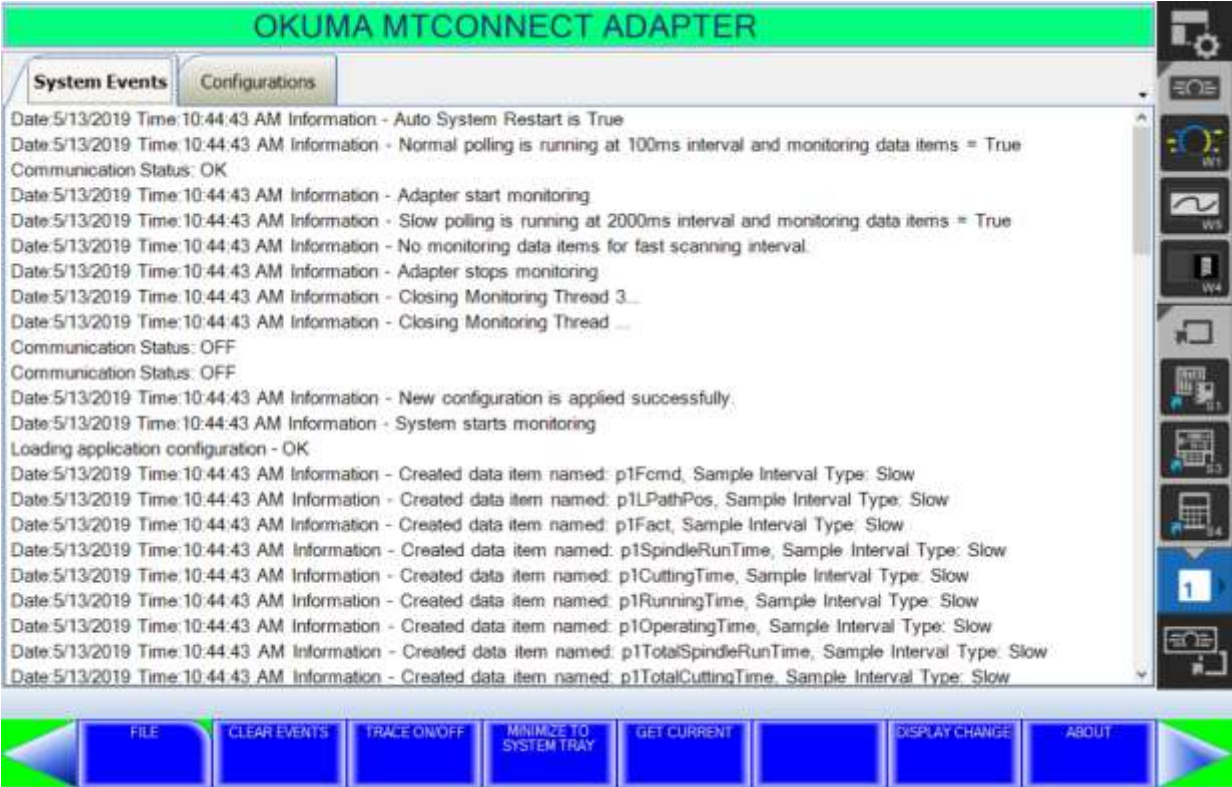 OKUMA MTCONNECT ADAPTER
System Events
Configurations
Date:5/13/2019 Time:10:44:43 AM Information - Auto System Restart is True
Date:5/13/2019 Time:10:44:43 AM Information - Normal polling is running at 100ms interval and monitoring data items = True
Communication Status: OK
Date:5/13/2019 Time:10:44:43 AM Information - Adapter start monitoring
Date:5/13/2019 Time:10:44:43 AM Information - Slow polling is running at 2000ms interval and monitoring data items = True
Date:5/13/2019 Time:10:44:43 AM Information - No monitoring data items for fast scanning interval.
Date:5/13/2019 Time:10:44:43 AM Information - Adapter stops monitoring
Date:5/13/2019 Time:10:44:43 AM Information - Closing Monitoring Thread 3...
Date:5/13/2019 Time:10:44:43 AM Information - Closing Monitoring Thread ...
Communication Status: OFF
Communication Status: OFF
Date:5/13/2019 Time:10:44:43 AM Information - New configuration is applied successfully.
Date:5/13/2019 Time:10:44:43 AM Information - System starts monitoring
Loading application configuration - OK
Date:5/13/2019 Time:10:44:43 AM Information - Created data item named: p1Fcmd, Sample Interval Type: Slow
Date:5/13/2019 Time:10:44:43 AM Information - Created data item named: p1LPathPos, Sample Interval Type: Slow
Date:5/13/2019 Time:10:44:43 AM Information - Created data item named: p1Fact, Sample Interval Type: Slow
Date:5/13/2019 Time:10:44:43 AM Information - Created data item named: p1SpindleRunTime, Sample Interval Type: Slow
Date:5/13/2019 Time:10:44:43 AM Information - Created data item named: p1CuttingTime, Sample Interval Type: Slow
Date:5/13/2019 Time:10:44:43 AM Information - Created data item named: p1RunningTime, Sample Interval Type: Slow
Date:5/13/2019 Time:10:44:43 AM Information - Created data item named: p1OperatingTime, Sample Interval Type: Slow
Date:5/13/2019 Time:10:44:43 AM Information - Created data item named: p1TotalSpindleRunTime, Sample Interval Type: Slow
Date:5/13/2019 Time:10:44:43 AM Information - Created data item named: p1TotalCuttingTime, Sample Interval Type: Slow
W1
W5
W4
S1
S3
S4
1
FILE
CLEAR EVENTS
TRACE ON/OFF
MINIMIZE TO
SYSTEM TRAY
GET CURRENT
DISPLAY CHANGE
ABOUT